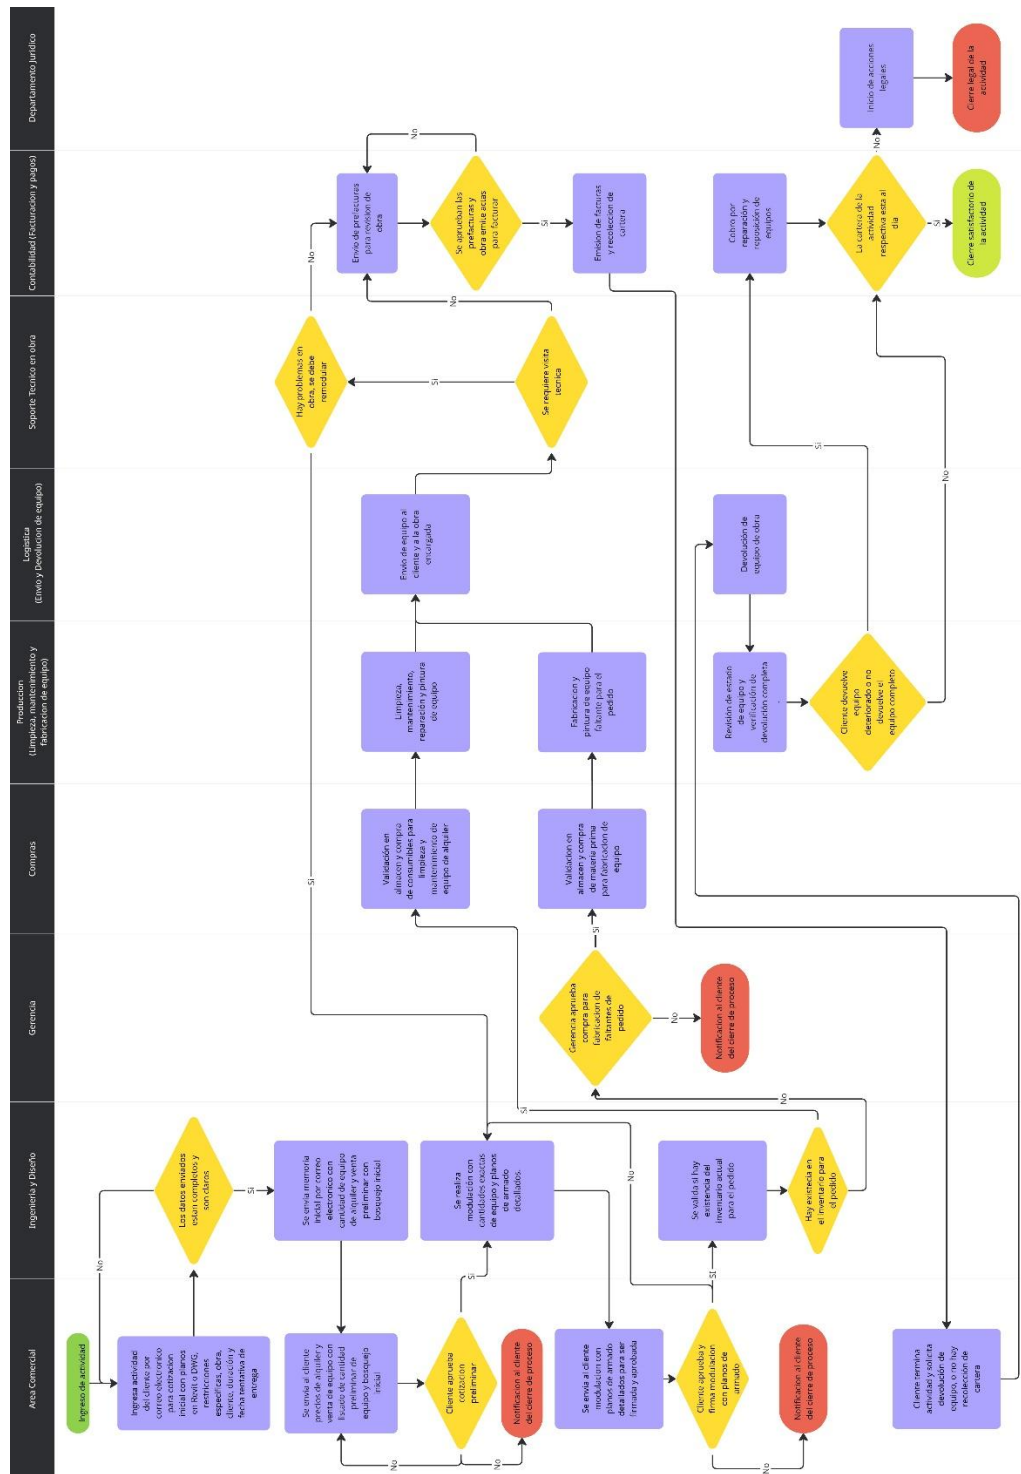 Area Comercial
Ingenieria y Diseño
Gerencia
Compras
Produccion
(Limpieza, mantenimiento y
fabricacion de equipo)
Logistica
(Envio y Devolucion de equipo)
Soporte Tecnico en obra
Contabilidad (Facturacion y pagos)
Departamento Juridico
Ingreso de actividad
Ingresa actividad
del cliente por
correo electronico
para cotizacion
inicial con planos
en Revit o DWG,
restricciones
especificas, obra,
cliente, duración y
fecha tentativa de
entrega
Los datos enviados
estan completos y
son claros
No
Si
Se envia memoria
inicial por correo
electronico con
cantidad de equipo
de alquiler y venta
preliminar con
bosquejo inicial
Se envia al cliente
precios de alquiler y
venta de equipo con
listado de cantidad
preliminar de
equipo y bosquejo
inicial
Cliente aprueba
cotizacion
preliminar
No
No
Si
Notificacion al cliente
del cierre de proceso
Se realiza
modulación con
cantidades exactas
de equipo y planos
de armado
detallados.
Se envia al cliente
modulacion con
planos de armado
detallados para ser
firmada y aprobada
Cliente aprueba y
firma modulacion
con planos de
armado
No
No
SI
Notificacion al cliente
del cierre de proceso
Se valida si hay
existencia del
inventario actual
para el pedido
Hay existecia en
el inventario para
el pedido
Si
No
Gerencia aprueba
compra para
fabricacion de
faltantes de
pedido
Si
No
Notificacion al cliente
del cierre de proceso
Validación en
almacen y compra
de consumibles para
limpieza y
mantenimiento de
equipo de alquiler
Validacion en
almacen y compra
de materia prima
para fabricacion de
equipo
Limpieza,
mantenimiento,
reparación y pintura
de equipo
Fabricacion y
pintura de equipo
faltante para el
pedido
Envio de equipo al
cliente y a la obra
encargada
Se requiere visita
tecnica
Si
No
Hay problemas en
obra, se debe
remodular
Si
No
Envio de prefacturas
para revision de
obra
Se aprueban las
prefacturas y
obra emite actas
para facturar
No
Si
Emision de facturas
y recoleccion de
cartera
Cliente termina
actividad y solicita
devolución de
equipo, o no hay
recolección de
cartera
Devolución de
equipo de obra
Revisión de estado
de equipo y
verificación de
devolución completa
Cliente devuelve
equipo
deteriorado o no
devuelve el
equipo completo
Si
No
Cobro por
reparación y
reposición de
equipos
La cartera de la
actividad
respectiva esta al
dia
No
Si
Inicio de acciones
legales
Cierre legal de la
actividad
Cierre satisfactorio de
la actividad